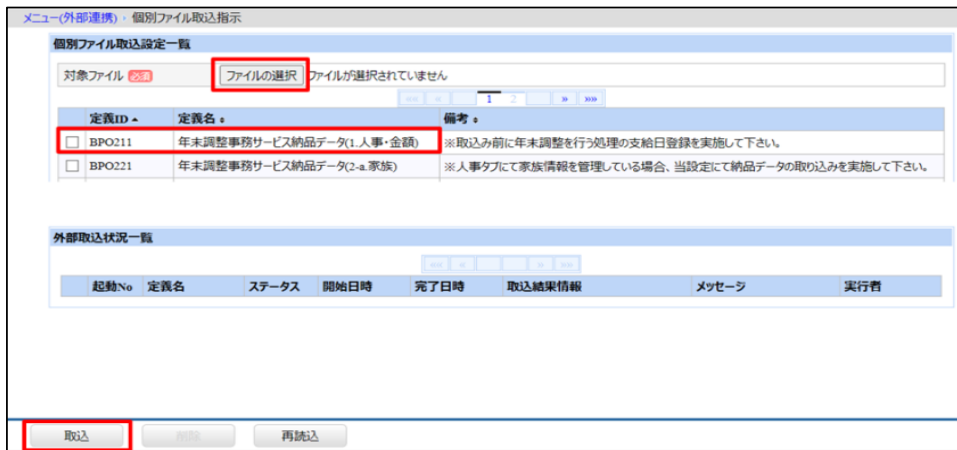 メニュー(外部連携) › 個別ファイル取込指示
個別ファイル取込設定一覧
対象ファイル 必須 ファイルの選択 ファイルが選択されていません
«« « 1 2 » »»
定義ID 定義名 備考
BPO211 年末調整事務サービス納品データ(1.人事・金額) ※取込み前に年末調整を行う処理の支給日登録を実施して下さい。
BPO221 年末調整事務サービス納品データ(2-a.家族) ※人事タブにて家族情報を管理している場合、当設定にて納品データの取り込みを実施して下さい。
外部取込状況一覧
«« « » »»
起動No 定義名 ステータス 開始日時 完了日時 取込結果情報 メッセージ 実行者
取込 削除 再読込